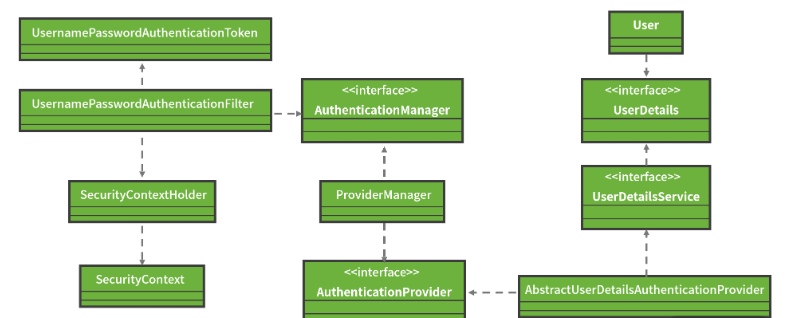 UsernamePasswordAuthenticationToken
User
UsernamePasswordAuthenticationFilter
<<interface>>
AuthenticationManager
<<interface>>
UserDetails
SecurityContextHolder
ProviderManager
<<interface>>
UserDetailsService
SecurityContext
<<interface>>
AuthenticationProvider
AbstractUserDetailsAuthenticationProvider